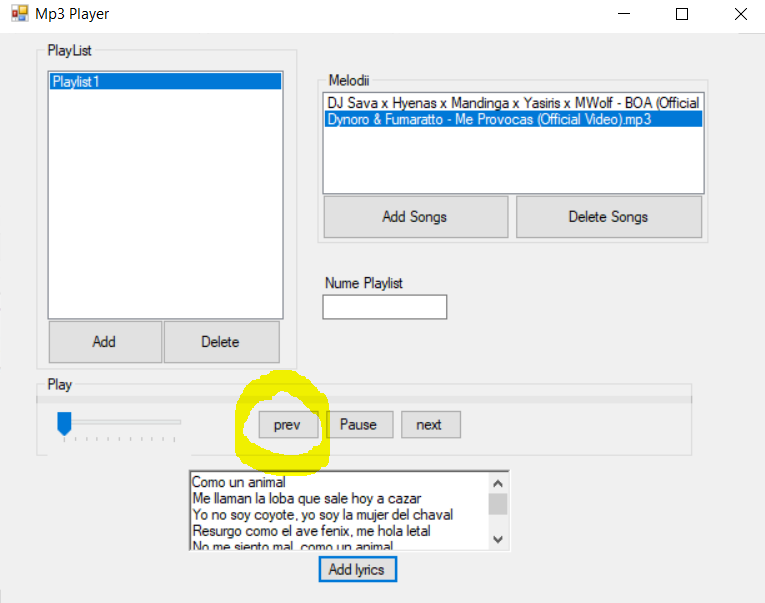 Mp3 Player
PlayList
Playlist1
Add
Delete
Melodii
DJ Sava x Hyenas x Mandinga x Yasiris x MWolf - BOA (Official
Dynoro & Fumaratto - Me Provocas (Official Video).mp3
Add Songs
Delete Songs
Nume Playlist
Play
prev
Pause
next
Como un animal
Me llaman la loba que sale hoy a cazar
Yo no soy coyote, yo soy la mujer del chaval
Resurgo como el ave fenix, me hola letal
No me siento mal, como un animal
Add lyrics